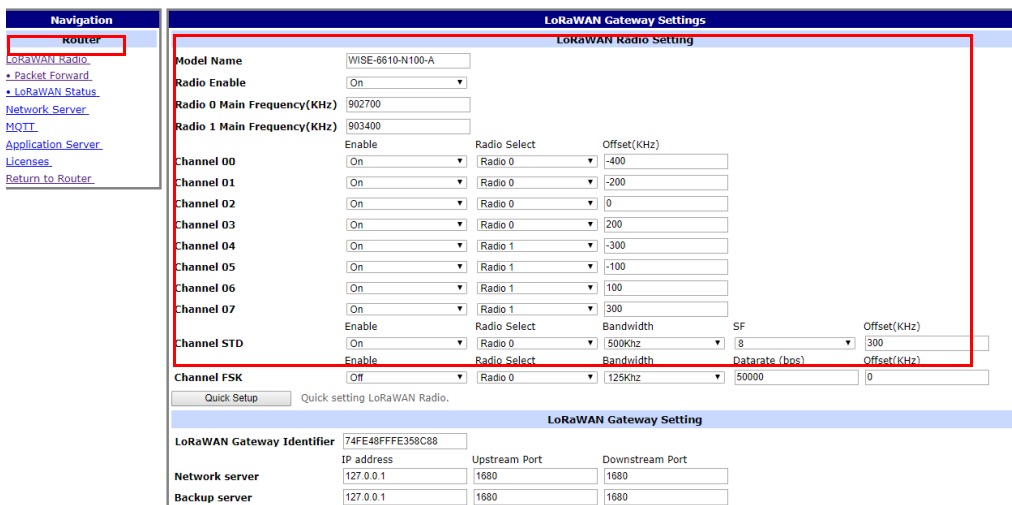 Navigation
Router
LoRaWAN Radio
• Packet Forward
• LoRaWAN Status
Network Server
MQTT
Application Server
Licenses
Return to Router
LoRaWAN Gateway Settings
LoRaWAN Radio Setting
Model Name WISE-6610-N100-A
Radio Enable On
Radio 0 Main Frequency(KHz) 902700
Radio 1 Main Frequency(KHz) 903400
Enable Radio Select Offset(KHz)
Channel 00 On Radio 0 -400
Channel 01 On Radio 0 -200
Channel 02 On Radio 0 0
Channel 03 On Radio 0 200
Channel 04 On Radio 1 -300
Channel 05 On Radio 1 -100
Channel 06 On Radio 1 100
Channel 07 On Radio 1 300
Enable Radio Select Bandwidth SF Offset(KHz)
Channel STD On Radio 0 500Khz 8 300
Enable Radio Select Bandwidth Datarate (bps) Offset(KHz)
Channel FSK Off Radio 0 125Khz 50000 0
Quick Setup Quick setting LoRaWAN Radio.
LoRaWAN Gateway Setting
LoRaWAN Gateway Identifier 74FE48FFFE358C88
IP address Upstream Port Downstream Port
Network server 127.0.0.1 1680 1680
Backup server 127.0.0.1 1680 1680